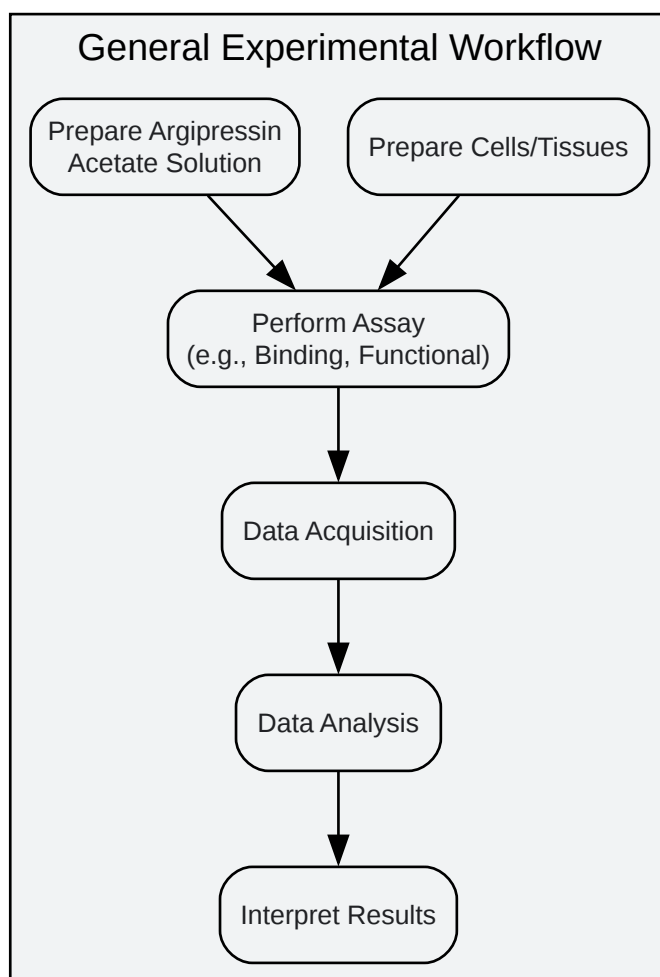 General Experimental Workflow
Prepare Argipressin
Acetate Solution
Prepare Cells/Tissues
Perform Assay
(e.g., Binding, Functional)
Data Acquisition
Data Analysis
Interpret Results